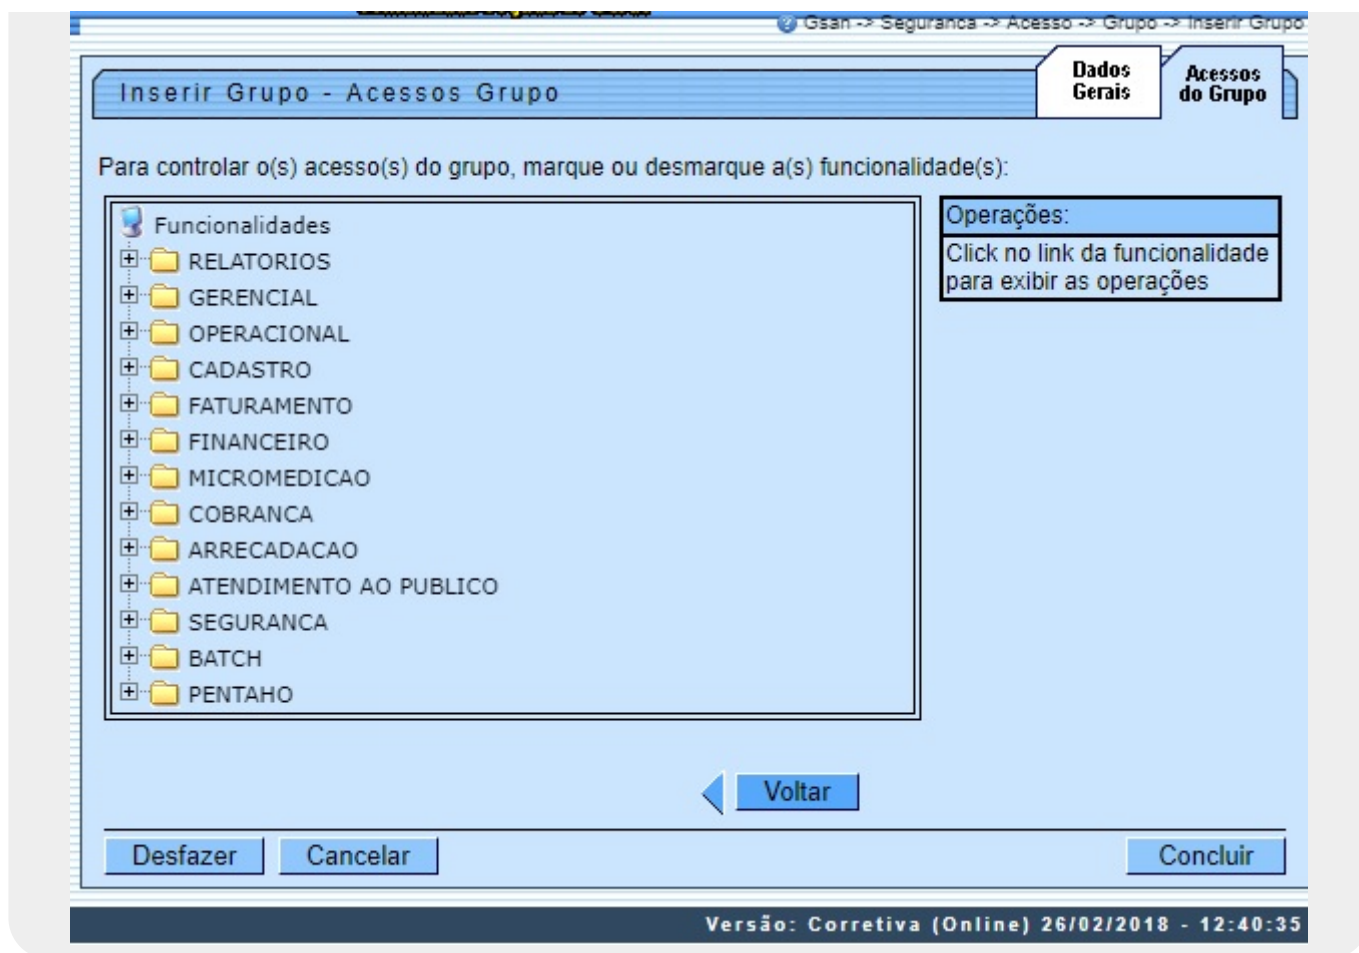 Gsan -> Seguranca -> Acesso -> Grupo -> Inserir Grupo
Inserir Grupo - Acessos Grupo
Dados
Gerais
Acessos
do Grupo
Para controlar o(s) acesso(s) do grupo, marque ou desmarque a(s) funcionalidade(s):
Funcionalidades
RELATORIOS
GERENCIAL
OPERACIONAL
CADASTRO
FATURAMENTO
FINANCEIRO
MICROMEDICAO
COBRANCA
ARRECADACAO
ATENDIMENTO AO PUBLICO
SEGURANCA
BATCH
PENTAHO
Operações:
Click no link da funcionalidade
para exibir as operações
Voltar
Desfazer
Cancelar
Concluir
Versão: Corretiva (Online) 26/02/2018 - 12:40:35